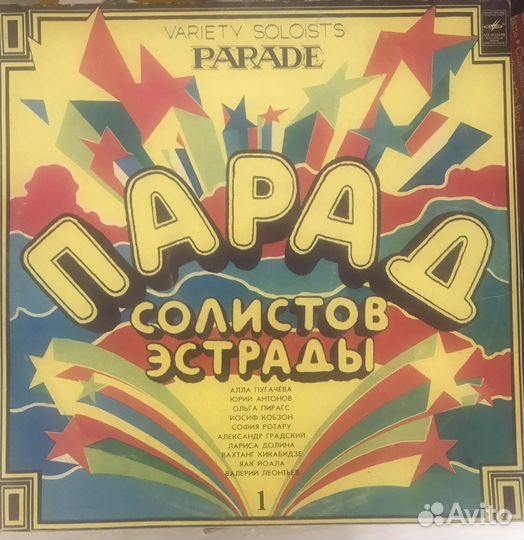 VARIETY SOLOISTS
PARADE
ПАРАД
СОЛИСТОВ
ЭСТРАДЫ
АЛЛА ПУГАЧЕВА
ЮРИЙ АНТОНОВ
ОЛЬГА ПИРАГС
ИОСИФ КОБЗОН
СОФИЯ РОТАРУ
АЛЕКСАНДР ГРАДСКИЙ
ЛАРИСА ДОЛИНА
ВАХТАНГ КИКАБИДЗЕ
ЯАК ЙОАЛА
ВАЛЕРИЙ ЛЕОНТЬЕВ
1
Avito